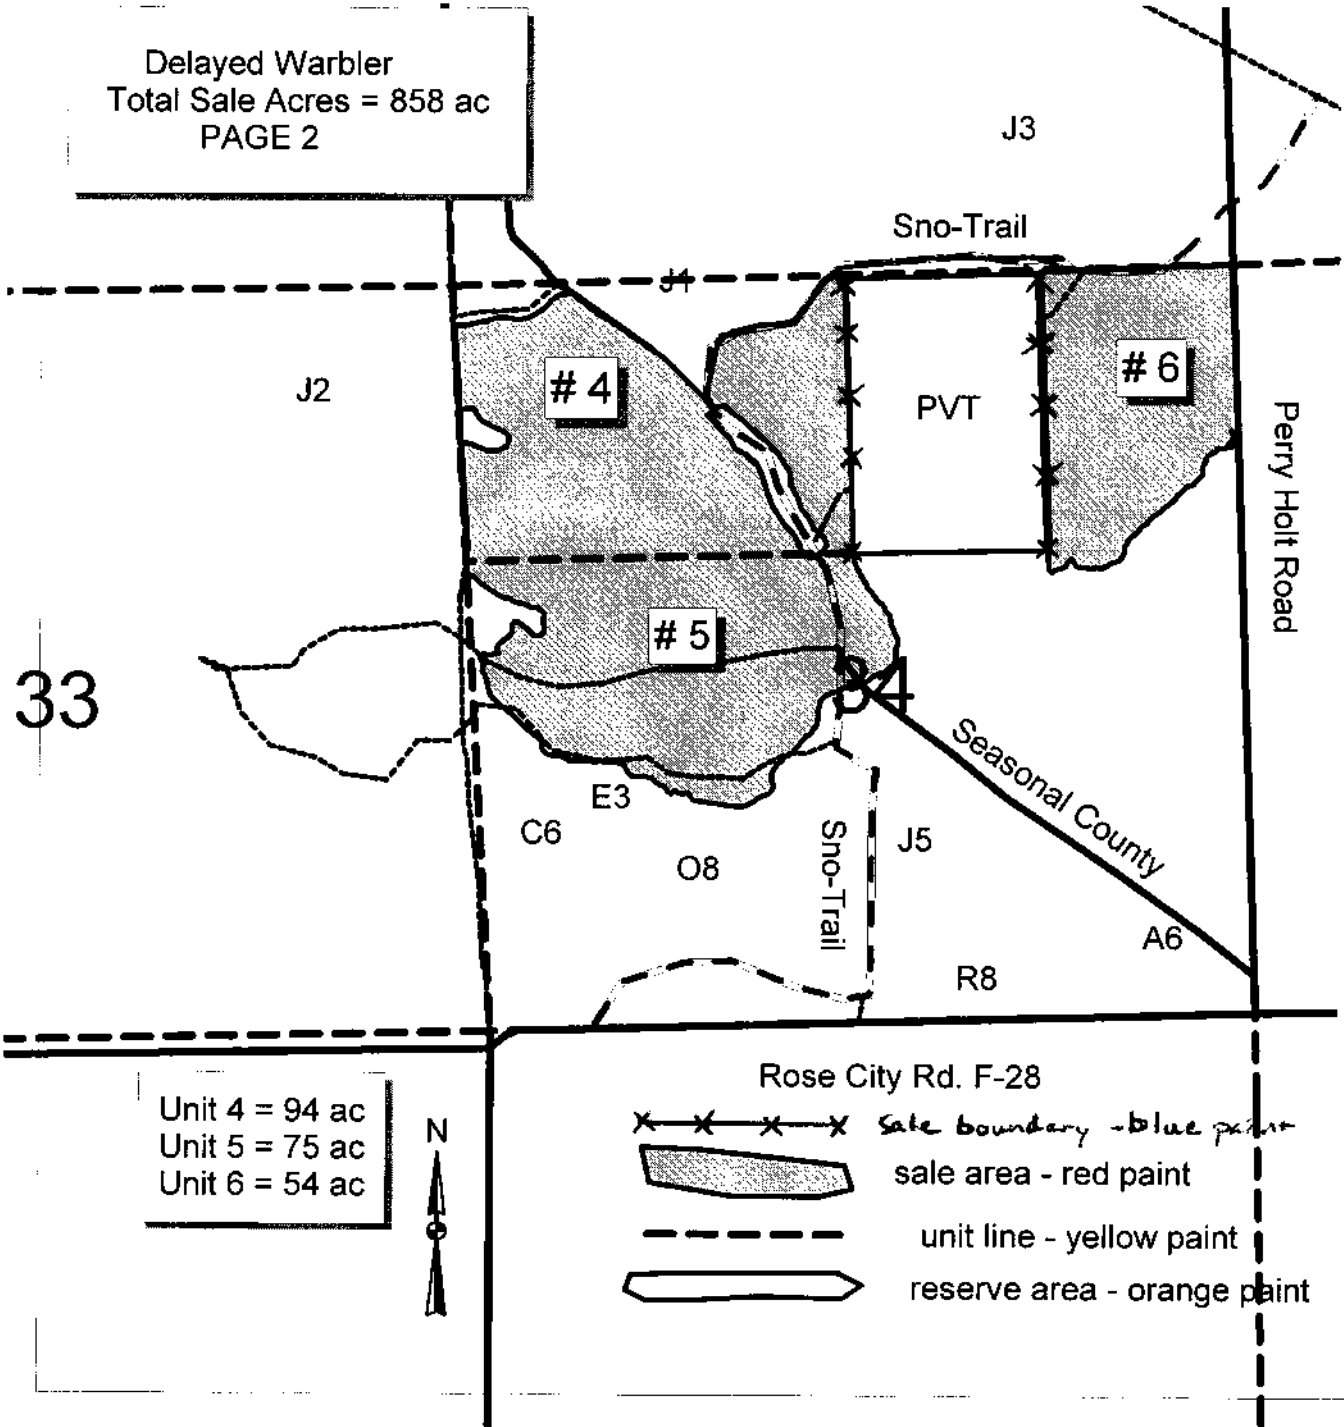 Delayed Warbler
Total Sale Acres = 858 ac
PAGE 2
J3
Sno-Trail
J4
J2
# 4
# 6
PVT
Perry Holt Road
# 5
33
Seasonal County
E3
C6
O8
Sno-Trail
J5
A6
R8
Rose City Rd. F-28
Unit 4 = 94 ac
Unit 5 = 75 ac
Unit 6 = 54 ac
N
sale boundary - blue paint
sale area - red paint
unit line - yellow paint
reserve area - orange paint